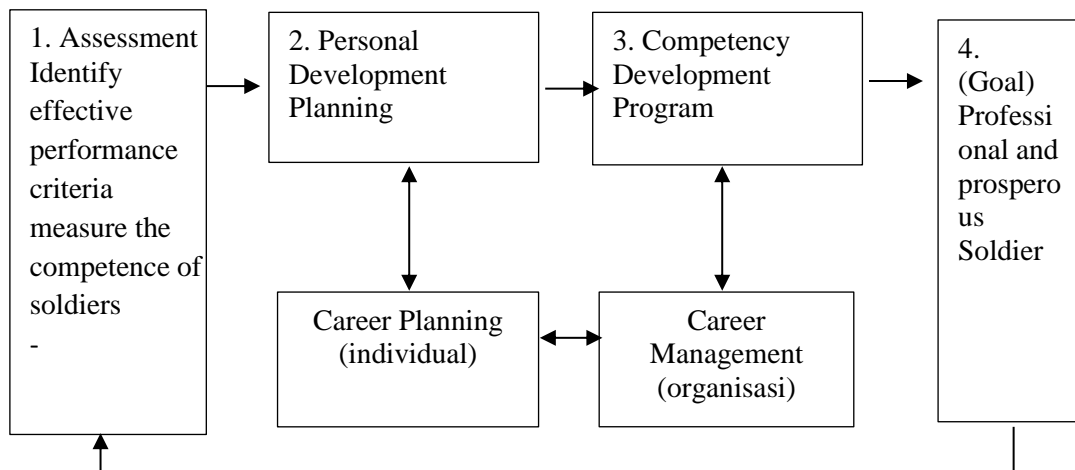 1. Assessment
Identify
effective
performance
criteria
measure the
competence of
soldiers
-
2. Personal
Development
Planning
3. Competency
Development
Program
4.
(Goal)
Professi
onal and
prospero
us
Soldier
Career Planning
(individual)
Career
Management
(organisasi)